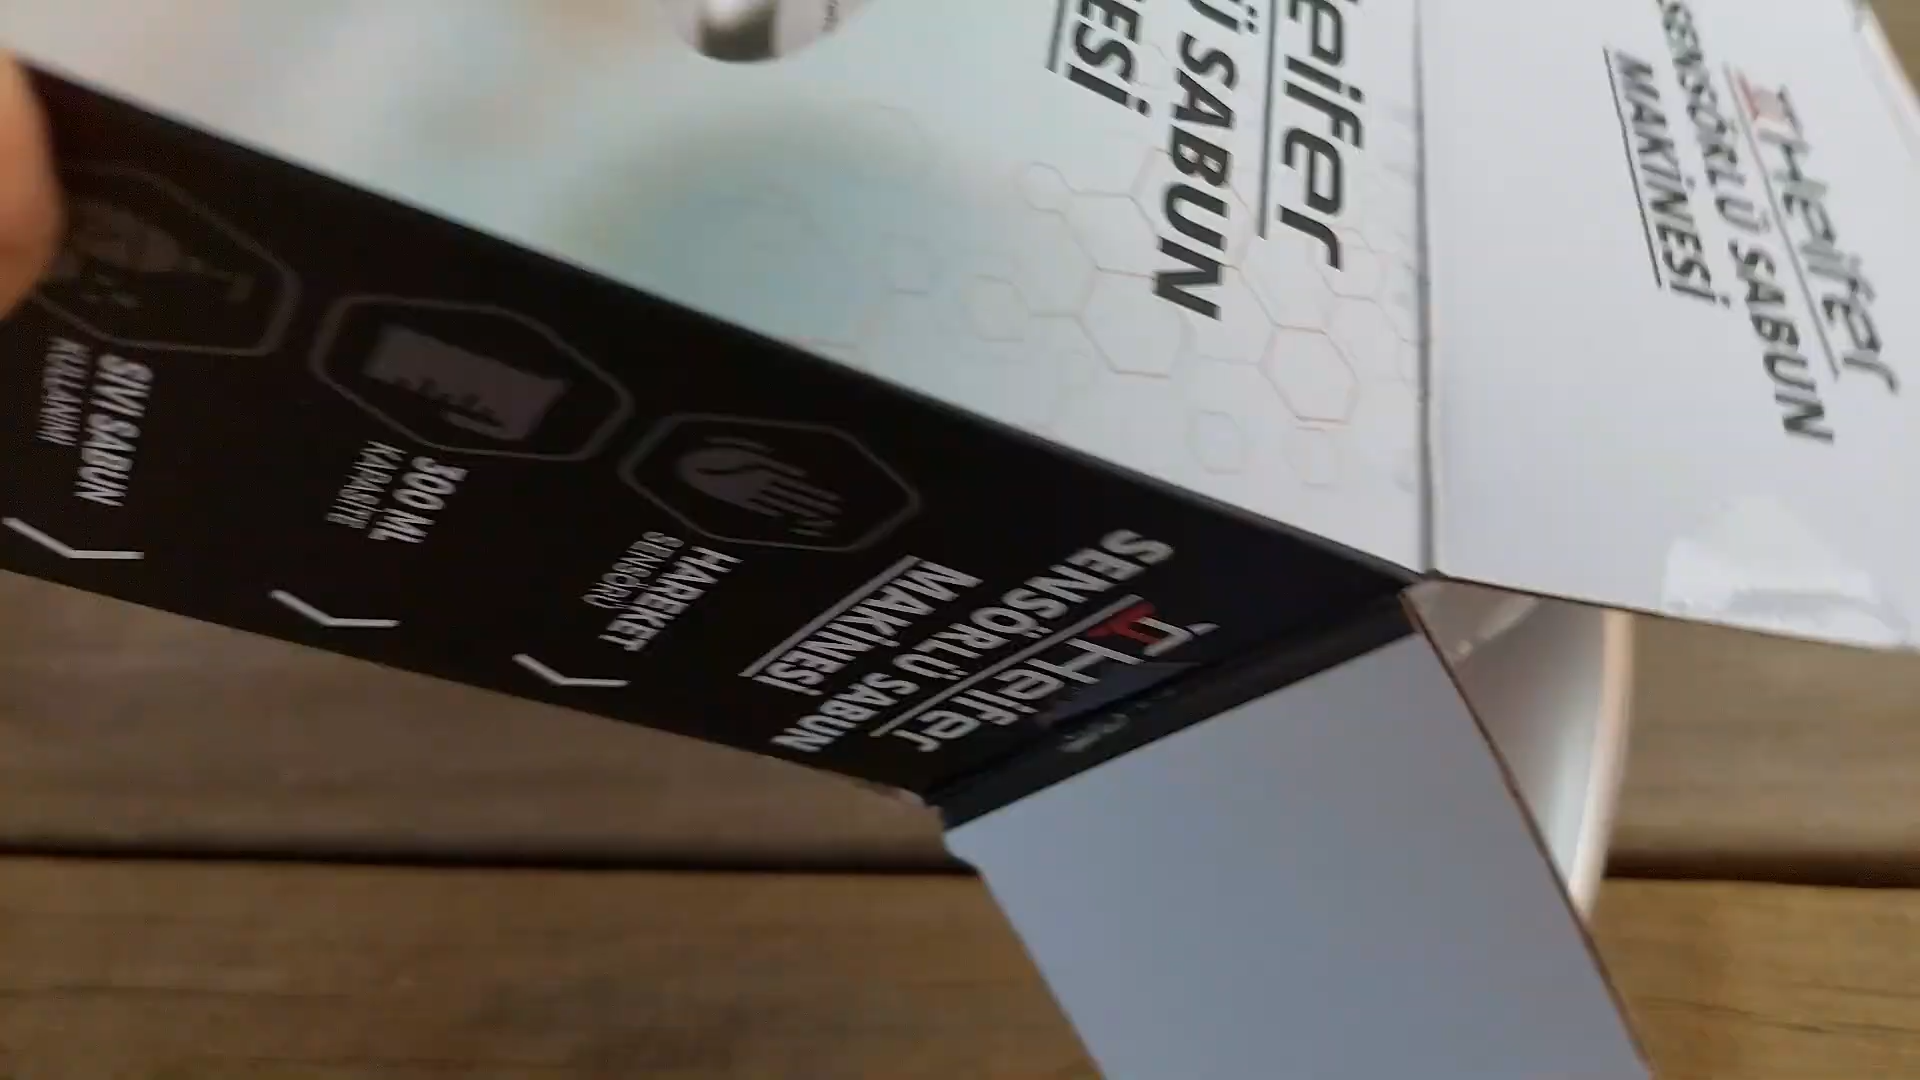 Heifer
SENSÖRLÜ SABUN
MAKİNESİ
eifer
Ü SABUN
ESİ
Heifer
SENSÖRLÜ SABUN
MAKİNESİ
HAREKET
SENSÖRÜ
300 ML
KAPASİTE
SIVI SABUN
KULLANIMI